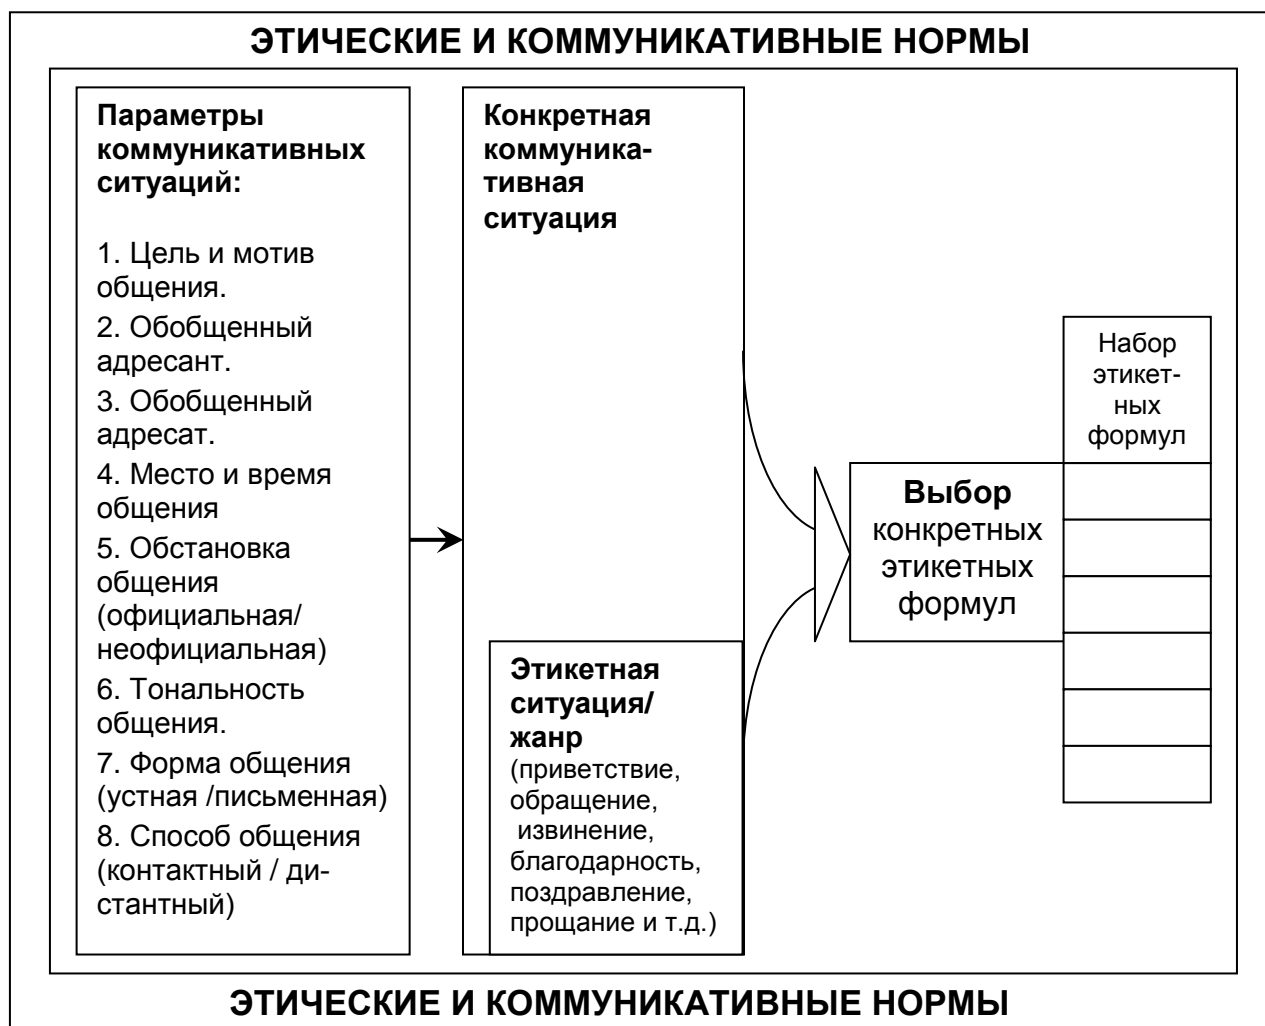 ЭТИЧЕСКИЕ И КОММУНИКАТИВНЫЕ НОРМЫ
Параметры
коммуникативных
ситуаций:
1. Цель и мотив
общения.
2. Обобщенный
адресант.
3. Обобщенный
адресат.
4. Место и время
общения
5. Обстановка
общения
(официальная/
неофициальная)
6. Тональность
общения.
7. Форма общения
(устная /письменная)
8. Способ общения
(контактный / ди-
стантный)
Конкретная
коммуника-
тивная
ситуация
Этикетная
ситуация/
жанр
(приветствие,
обращение,
извинение,
благодарность,
поздравление,
прощание и т.д.)
Выбор
конкретных
этикетных
формул
Набор
этикет-
ных
формул
ЭТИЧЕСКИЕ И КОММУНИКАТИВНЫЕ НОРМЫ